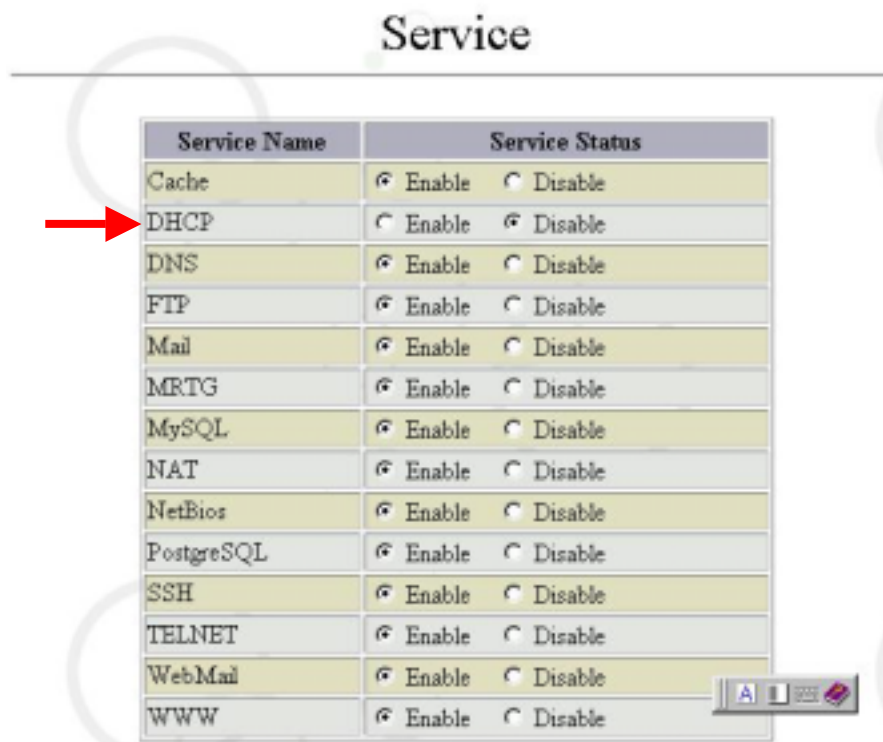 Service
Service Name Service Status
Cache Enable Disable
DHCP Enable Disable
DNS Enable Disable
FTP Enable Disable
Mail Enable Disable
MRTG Enable Disable
MySQL Enable Disable
NAT Enable Disable
NetBios Enable Disable
PostgreSQL Enable Disable
SSH Enable Disable
TELNET Enable Disable
WebMail Enable Disable
A
WWW Enable Disable